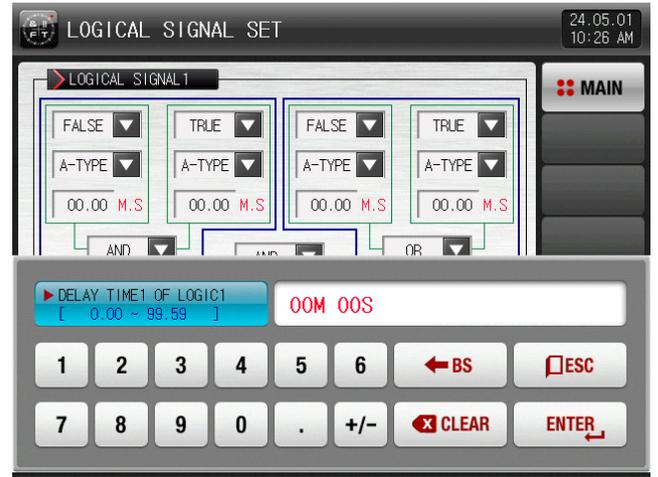 LOGICAL SIGNAL SET
24.05.01
10:26 AM
LOGICAL SIGNAL1
MAIN
FALSE TRUE FALSE TRUE
A-TYPE A-TYPE A-TYPE A-TYPE
00.00 M.S 00.00 M.S 00.00 M.S 00.00 M.S
AND AND OR
DELAY TIME1 OF LOGIC1
[ 0.00 ~ 99.59 ]
00M 00S
1 2 3 4 5 6 BS ESC
7 8 9 0 . +/- CLEAR ENTER